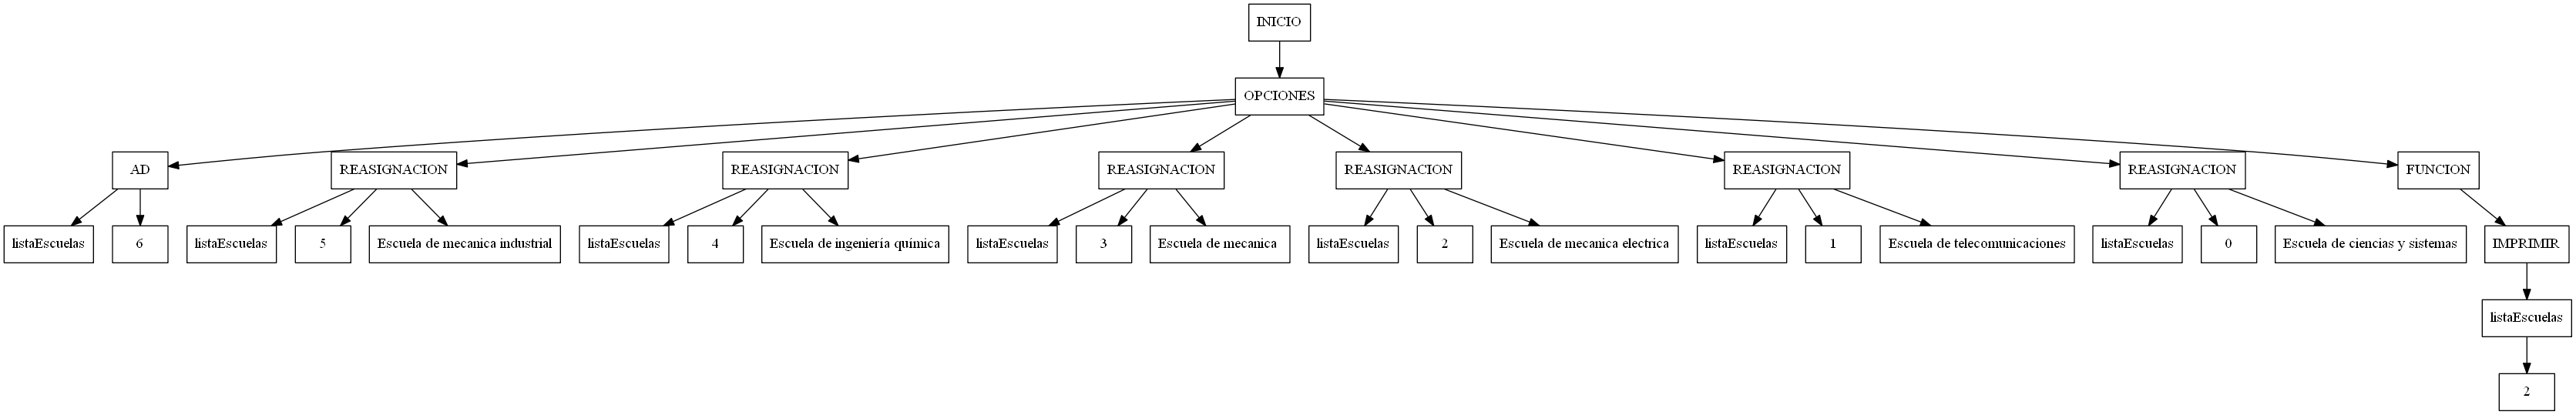 INICIO
OPCIONES
AD
REASIGNACION
REASIGNACION
REASIGNACION
REASIGNACION
REASIGNACION
REASIGNACION
FUNCION
listaEscuelas
6
listaEscuelas
5
Escuela de mecanica industrial
listaEscuelas
4
Escuela de ingenieria química
listaEscuelas
3
Escuela de mecanica
listaEscuelas
2
Escuela de mecanica electrica
listaEscuelas
1
Escuela de telecomunicaciones
listaEscuelas
0
Escuela de ciencias y sistemas
IMPRIMIR
listaEscuelas
2